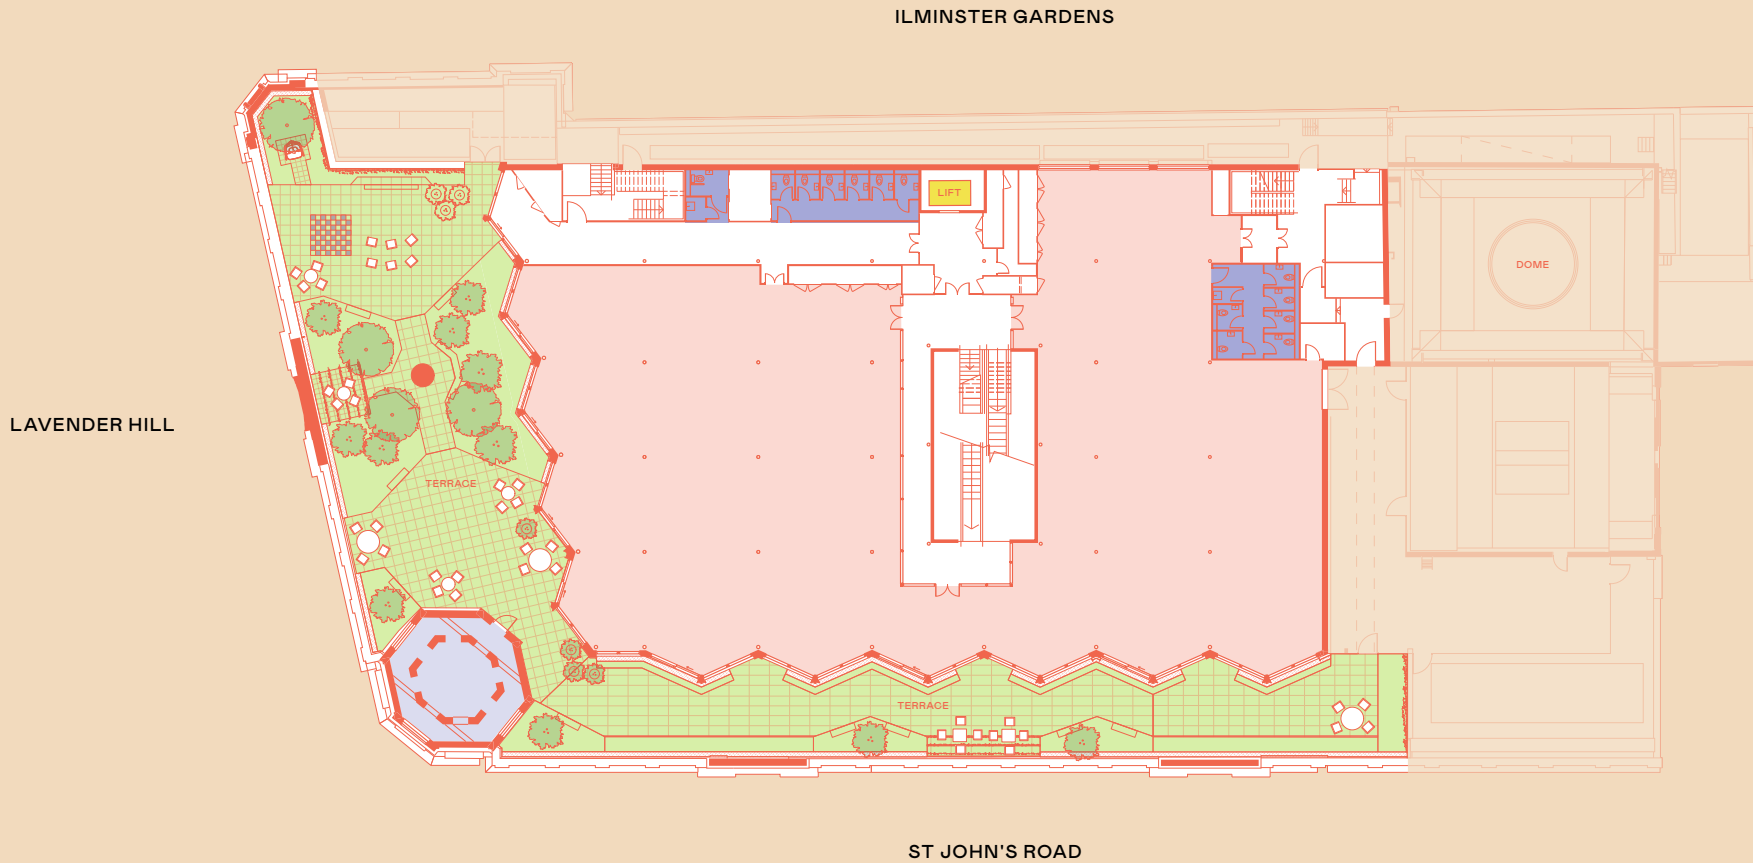 ILMINSTER GARDENS
LIFT
DOME
LAVENDER HILL
TERRACE
TERRACE
ST JOHN'S ROAD